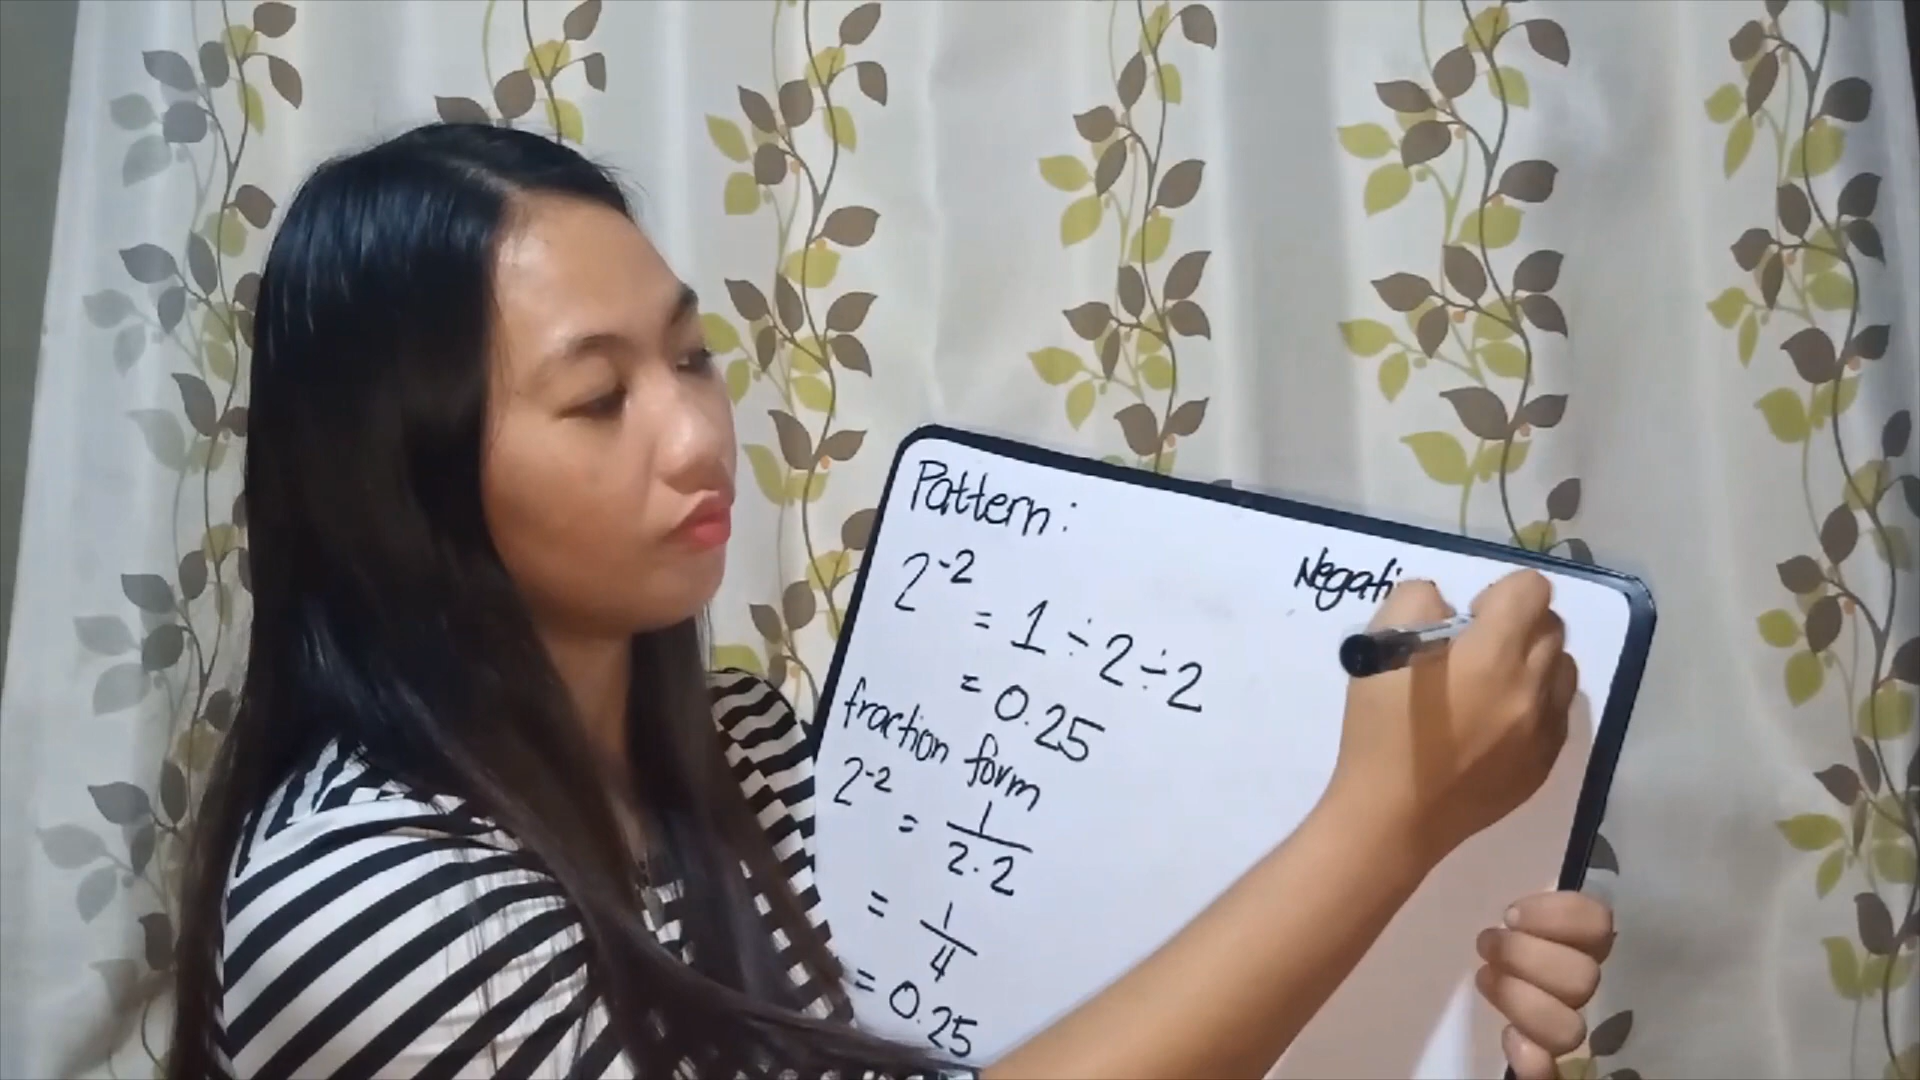 Pattern:
2⁻²
= 1 ÷ 2 ÷ 2
= 0.25
fraction form
2⁻²
= 1/2·2
= 1/4
= 0.25
Negati